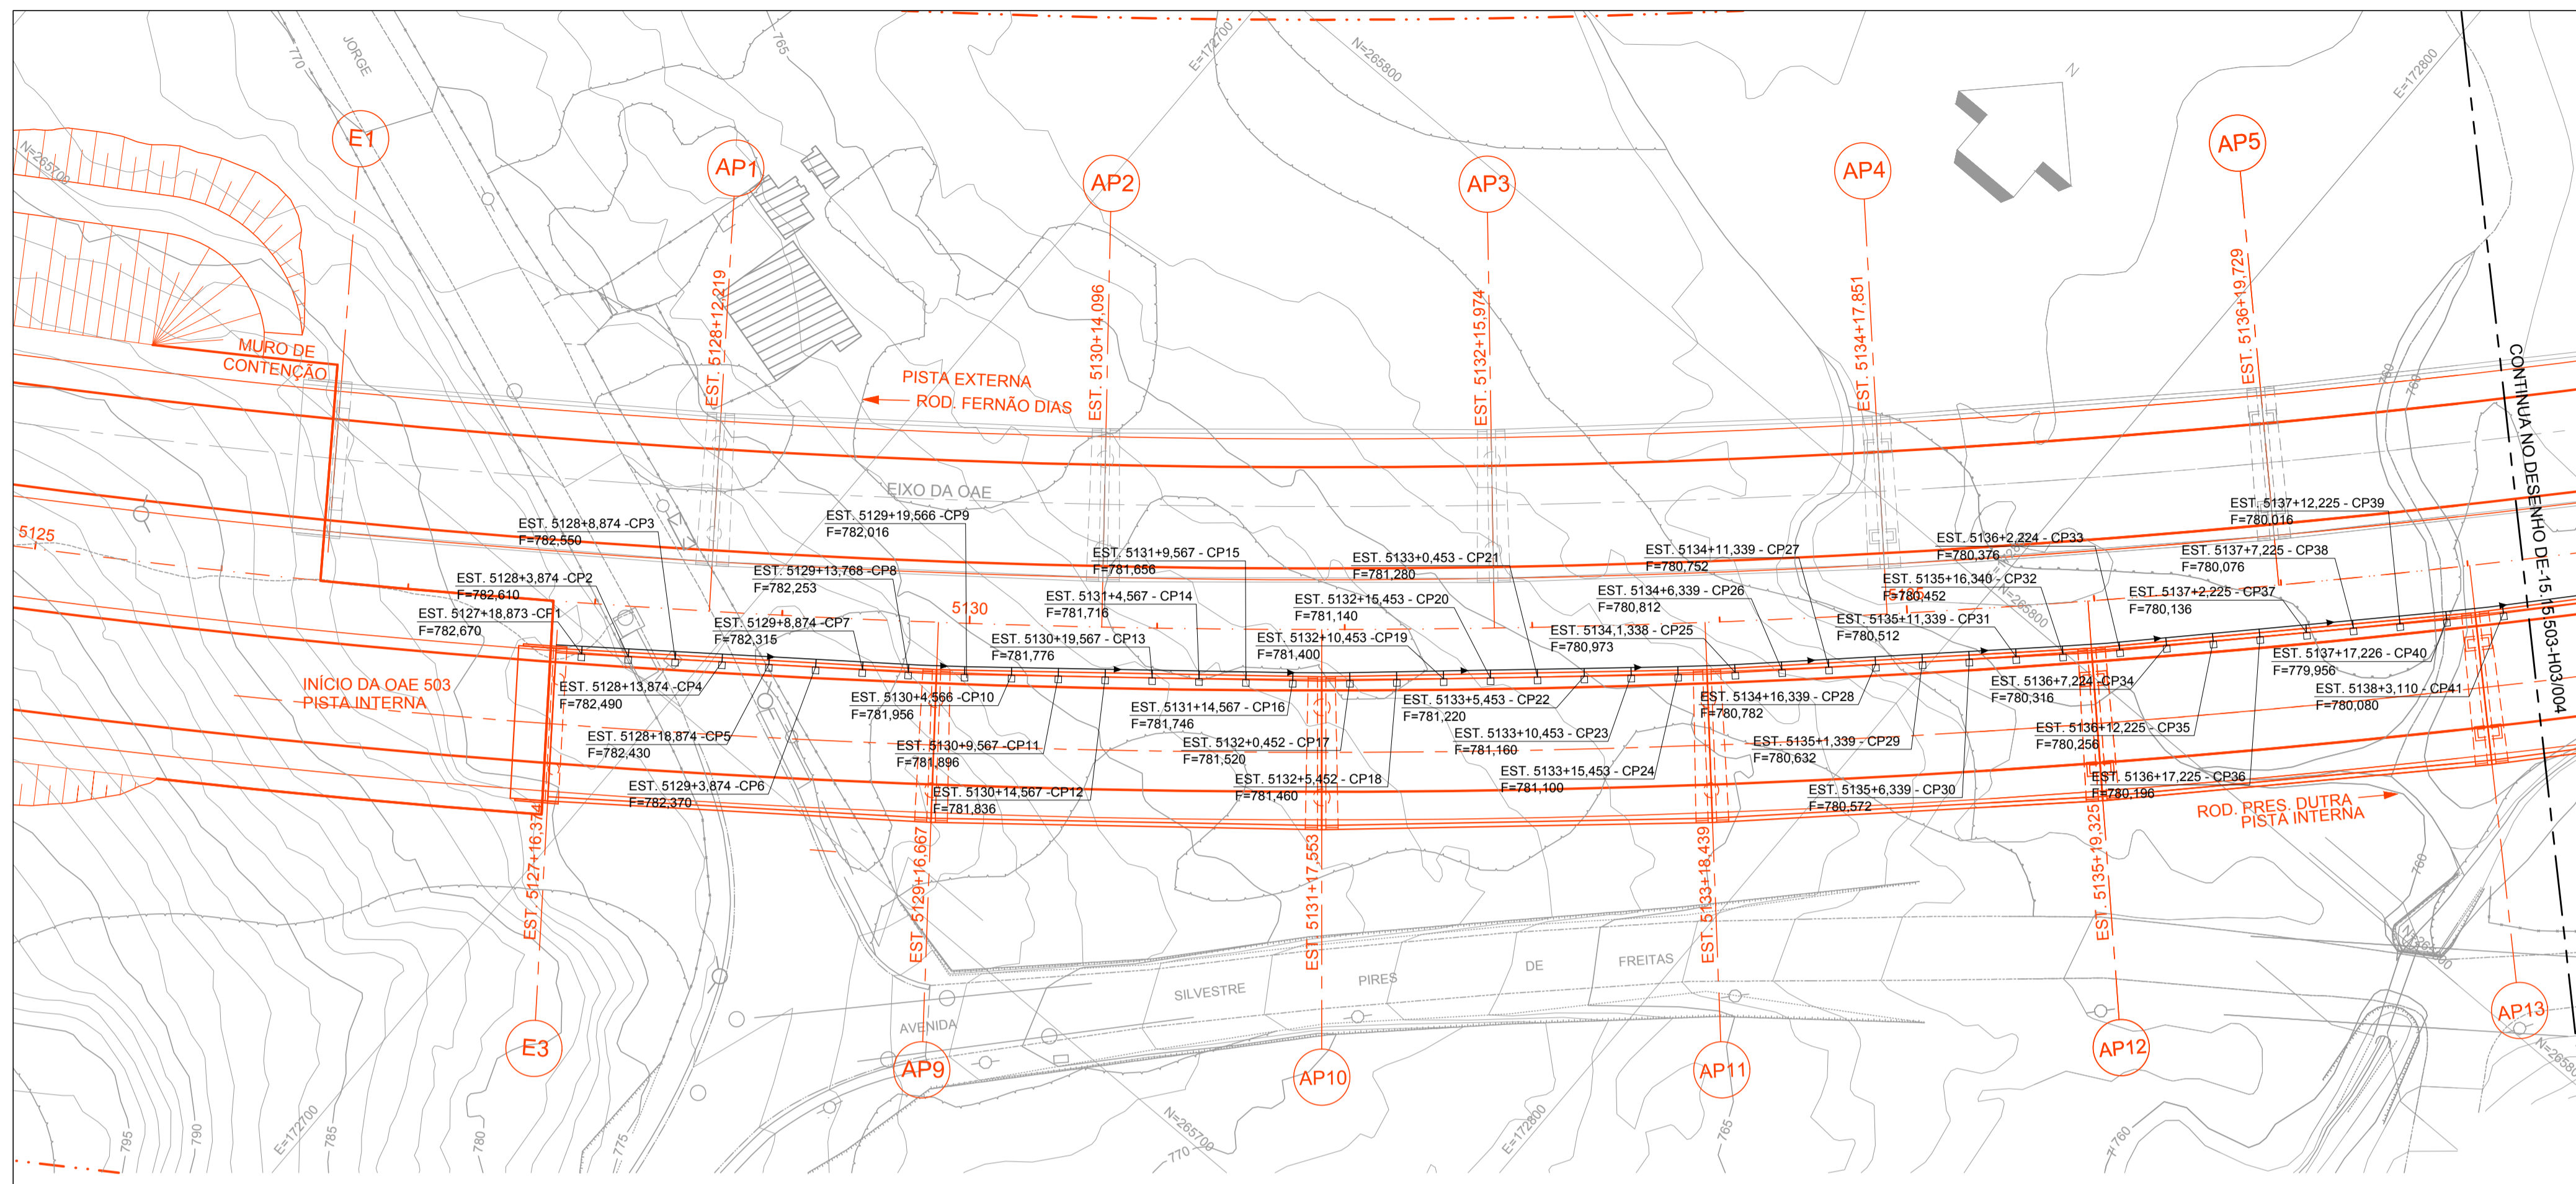 JORGE
770
765
E=172700
N=265800
N
E=172800
N=265700
E1
AP1
AP2
AP3
AP4
AP5
EST. 5128+12,219
EST. 5130+14,096
EST. 5132+15,974
EST. 5134+17,851
EST. 5136+19,729
MURO DE
CONTENÇÃO
PISTA EXTERNA
ROD. FERNÃO DIAS
EIXO DA OAE
760
760
CONTINUA NO DESENHO DE-15.15.503-H03/004
5125
5130
EST. 5127+18,873 -CP1
F=782,670
EST. 5128+3,874 -CP2
F=782,610
EST. 5128+8,874 -CP3
F=782,550
EST. 5128+13,874 -CP4
F=782,490
EST. 5128+18,874 -CP5
F=782,430
EST. 5129+3,874 -CP6
F=782,370
EST. 5129+8,874 -CP7
F=782,315
EST. 5129+13,768 -CP8
F=782,253
EST. 5129+19,566 -CP9
F=782,016
EST. 5130+4,566 -CP10
F=781,956
EST. 5130+9,567 -CP11
F=781,896
EST. 5130+14,567 -CP12
F=781,836
EST. 5130+19,567 - CP13
F=781,776
EST. 5131+4,567 - CP14
F=781,716
EST. 5131+9,567 - CP15
F=781,656
EST. 5131+14,567 - CP16
F=781,746
EST. 5132+0,452 - CP17
F=781,520
EST. 5132+5,452 - CP18
F=781,460
EST. 5132+10,453 - CP19
F=781,400
EST. 5132+15,453 - CP20
F=781,140
EST. 5133+0,453 - CP21
F=781,280
EST. 5133+5,453 - CP22
F=781,220
EST. 5133+10,453 - CP23
F=781,160
EST. 5133+15,453 - CP24
F=781,100
EST. 5134,1,338 - CP25
F=780,973
EST. 5134+6,339 - CP26
F=780,812
EST. 5134+11,339 - CP27
F=780,752
EST. 5134+16,339 - CP28
F=780,782
EST. 5135+1,339 - CP29
F=780,632
EST. 5135+6,339 - CP30
F=780,572
EST. 5135+11,339 - CP31
F=780,512
EST. 5135+16,340 - CP32
F=780,452
EST. 5136+2,224 - CP33
F=780,376
EST. 5136+7,224 -CP34
F=780,316
EST. 5136+12,225 - CP35
F=780,256
EST. 5136+17,225 - CP36
F=780,196
EST. 5137+2,225 - CP37
F=780,136
EST. 5137+7,225 - CP38
F=780,076
EST. 5137+12,225 - CP39
F=780,016
EST. 5137+17,226 - CP40
F=779,956
EST. 5138+3,110 - CP41
F=780,080
N=265800
INÍCIO DA OAE 503
PISTA INTERNA
ROD. PRES. DUTRA
PISTA INTERNA
EST. 5127+16,374
EST. 5129+16,667
EST. 5131+17,553
EST. 5133+18,439
EST. 5135+19,325
AVENIDA
SILVESTRE
PIRES
DE
FREITAS
E3
AP9
AP10
AP11
AP12
AP13
795
790
E=172700
785
780
775
770
N=265700
E=172800
765
760
760